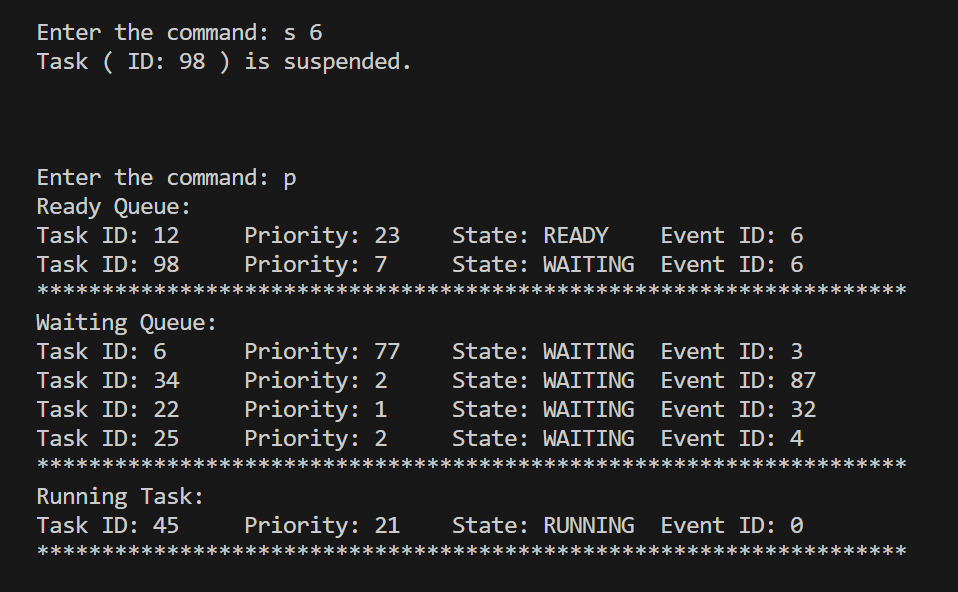 Enter the command: s 6
Task ( ID: 98 ) is suspended.
Enter the command: p
Ready Queue:
Task ID: 12     Priority: 23    State: READY    Event ID: 6
Task ID: 98     Priority: 7     State: WAITING  Event ID: 6
********************************************************************
Waiting Queue:
Task ID: 6      Priority: 77    State: WAITING  Event ID: 3
Task ID: 34     Priority: 2     State: WAITING  Event ID: 87
Task ID: 22     Priority: 1     State: WAITING  Event ID: 32
Task ID: 25     Priority: 2     State: WAITING  Event ID: 4
********************************************************************
Running Task:
Task ID: 45     Priority: 21    State: RUNNING  Event ID: 0
********************************************************************